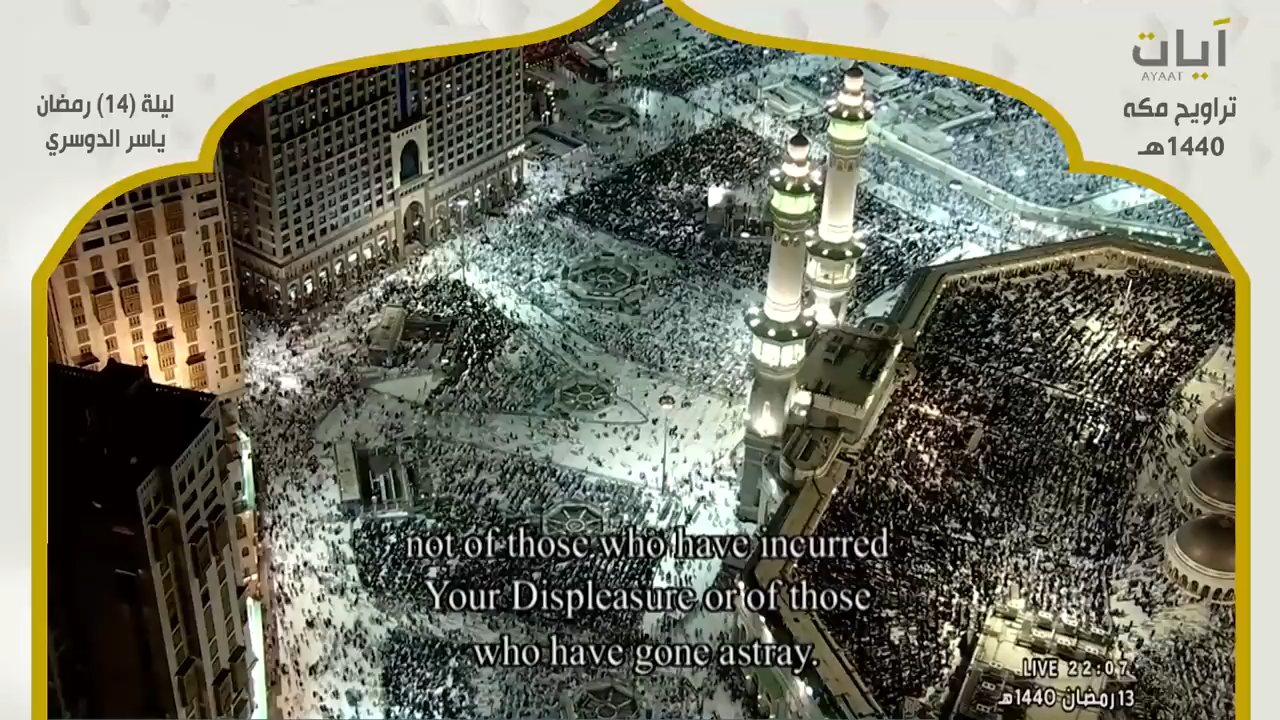 آيات
AYAAT
تراويح مكه
1440هـ
ليلة (14) رمضان
ياسر الدوسري
not of those who have incurred
Your Displeasure or of those
who have gone astray.
LIVE 22:07
13 رمضان 1440هـ